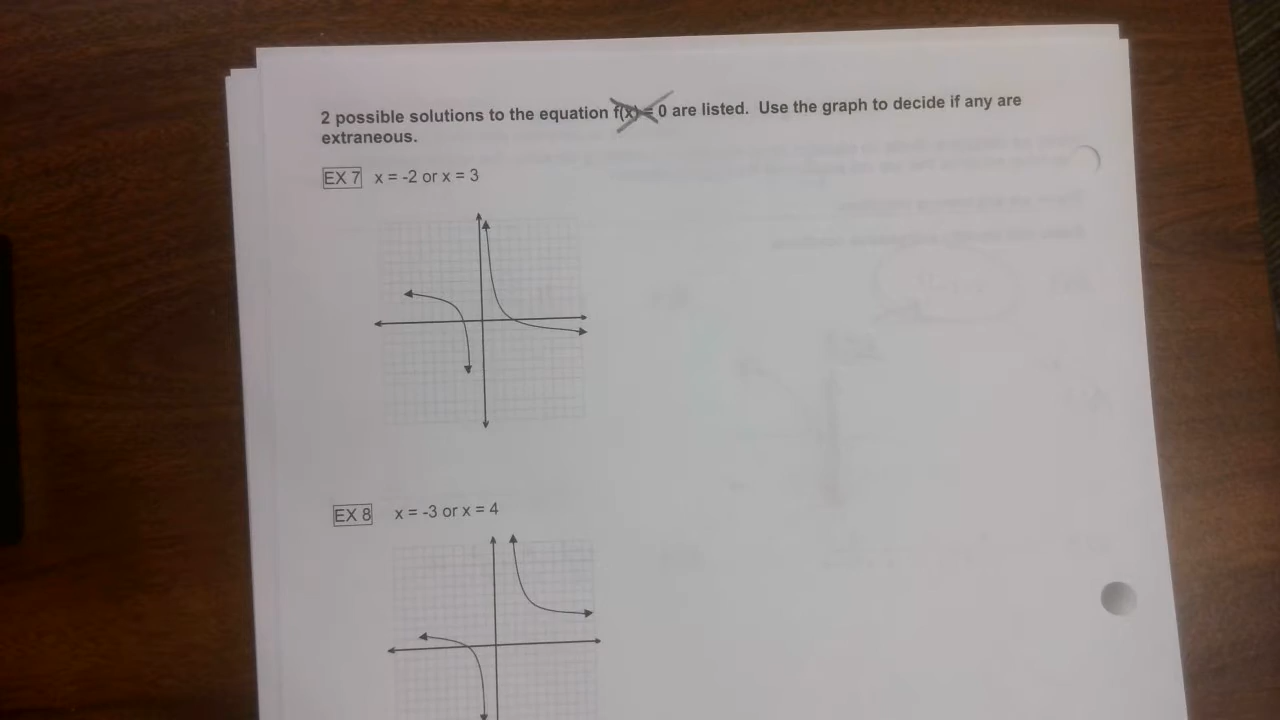 2 possible solutions to the equation f(x) = 0 are listed. Use the graph to decide if any are
extraneous.
EX 7 x = -2 or x = 3
EX 8 x = -3 or x = 4